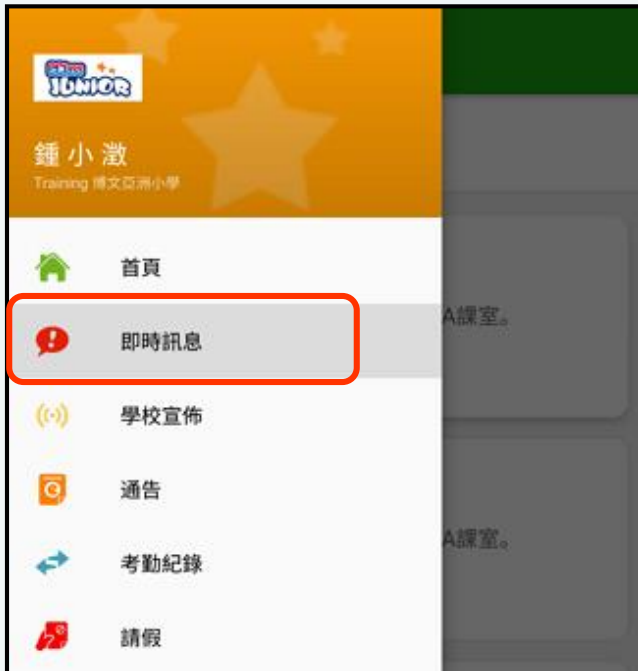 JUNIOR
鍾小澂
Training 博文亞洲小學
首頁
即時訊息
A課室。
學校宣佈
通告
A課室。
考勤紀錄
請假